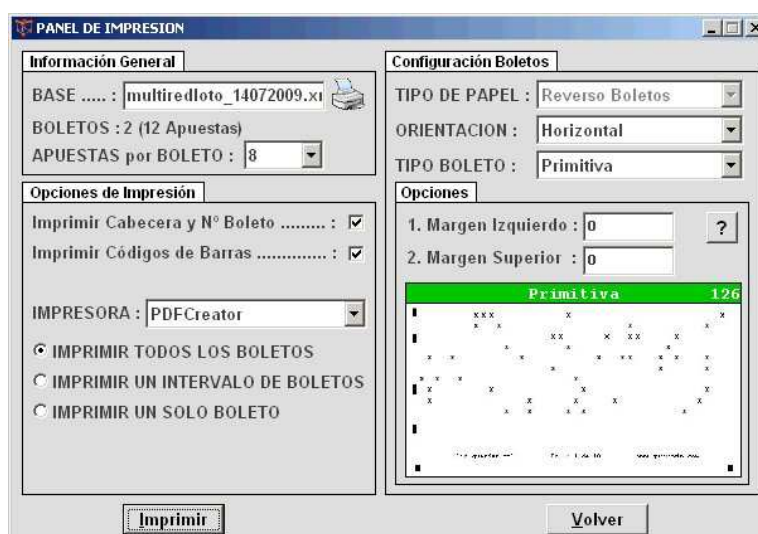 PANEL DE IMPRESION
Información General
BASE ..... : multiredloto_14072009.xr
BOLETOS : 2 (12 Apuestas)
APUESTAS por BOLETO : 8
Opciones de Impresión
Imprimir Cabecera y Nº Boleto ......... :
Imprimir Códigos de Barras .............. :
IMPRESORA : PDFCreator
IMPRIMIR TODOS LOS BOLETOS
IMPRIMIR UN INTERVALO DE BOLETOS
IMPRIMIR UN SOLO BOLETO
Imprimir
Configuración Boletos
TIPO DE PAPEL : Reverso Boletos
ORIENTACION : Horizontal
TIPO BOLETO : Primitiva
Opciones
1. Margen Izquierdo : 0
?
2. Margen Superior : 0
Primitiva 126
Volver